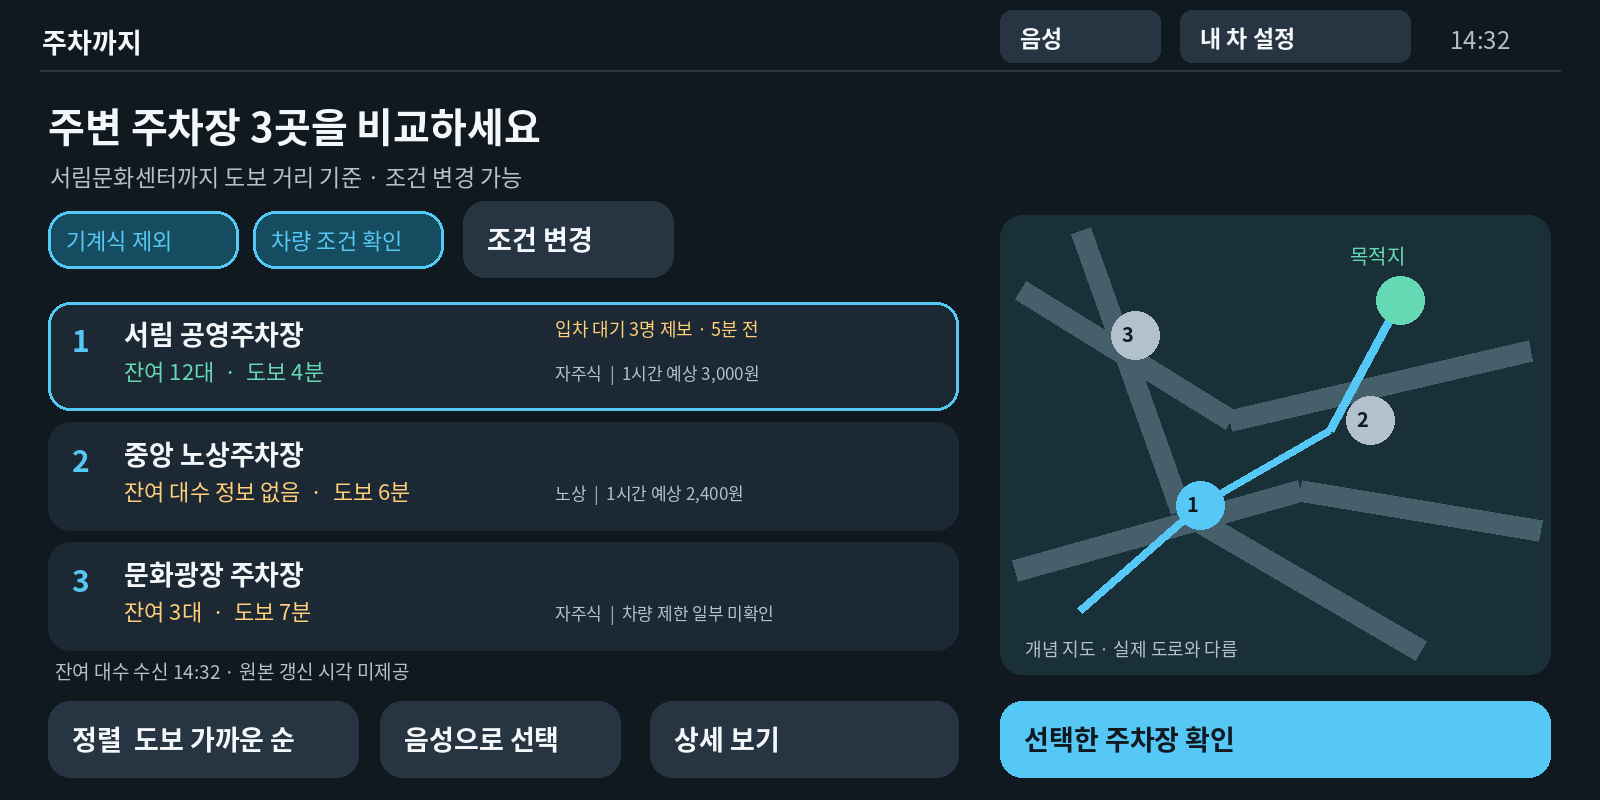 주차까지
음성
내 차 설정
14:32
주변 주차장 3곳을 비교하세요
서림문화센터까지 도보 거리 기준 · 조건 변경 가능
기계식 제외
차량 조건 확인
조건 변경
1
서림 공영주차장
입차 대기 3명 제보 · 5분 전
잔여 12대 · 도보 4분
자주식 | 1시간 예상 3,000원
2
중앙 노상주차장
잔여 대수 정보 없음 · 도보 6분
노상 | 1시간 예상 2,400원
3
문화광장 주차장
잔여 3대 · 도보 7분
자주식 | 차량 제한 일부 미확인
잔여 대수 수신 14:32 · 원본 갱신 시각 미제공
목적지
3
2
1
개념 지도 · 실제 도로와 다름
정렬 도보 가까운 순
음성으로 선택
상세 보기
선택한 주차장 확인